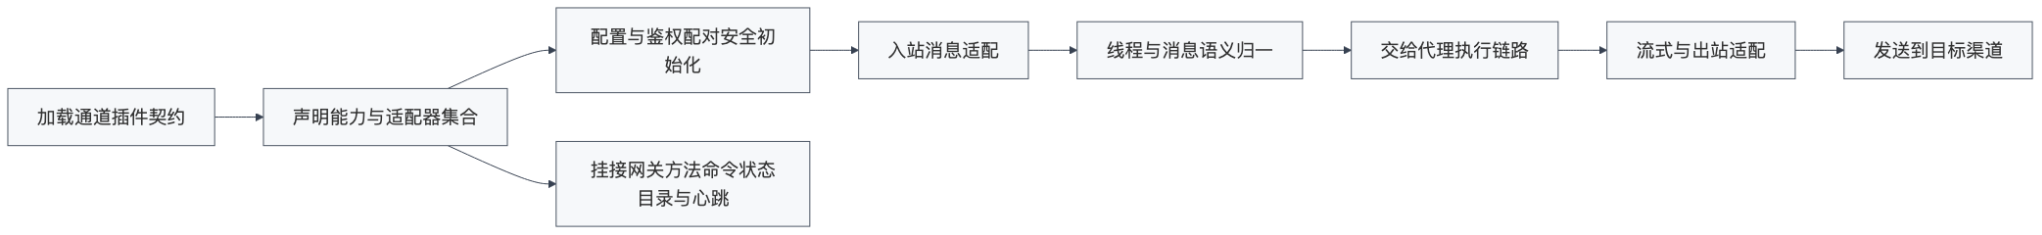 加载通道插件契约
声明能力与适配器集合
配置与鉴权配对安全初
始化
挂接网关方法命令状态
目录与心跳
入站消息适配
线程与消息语义归一
交给代理执行链路
流式与出站适配
发送到目标渠道